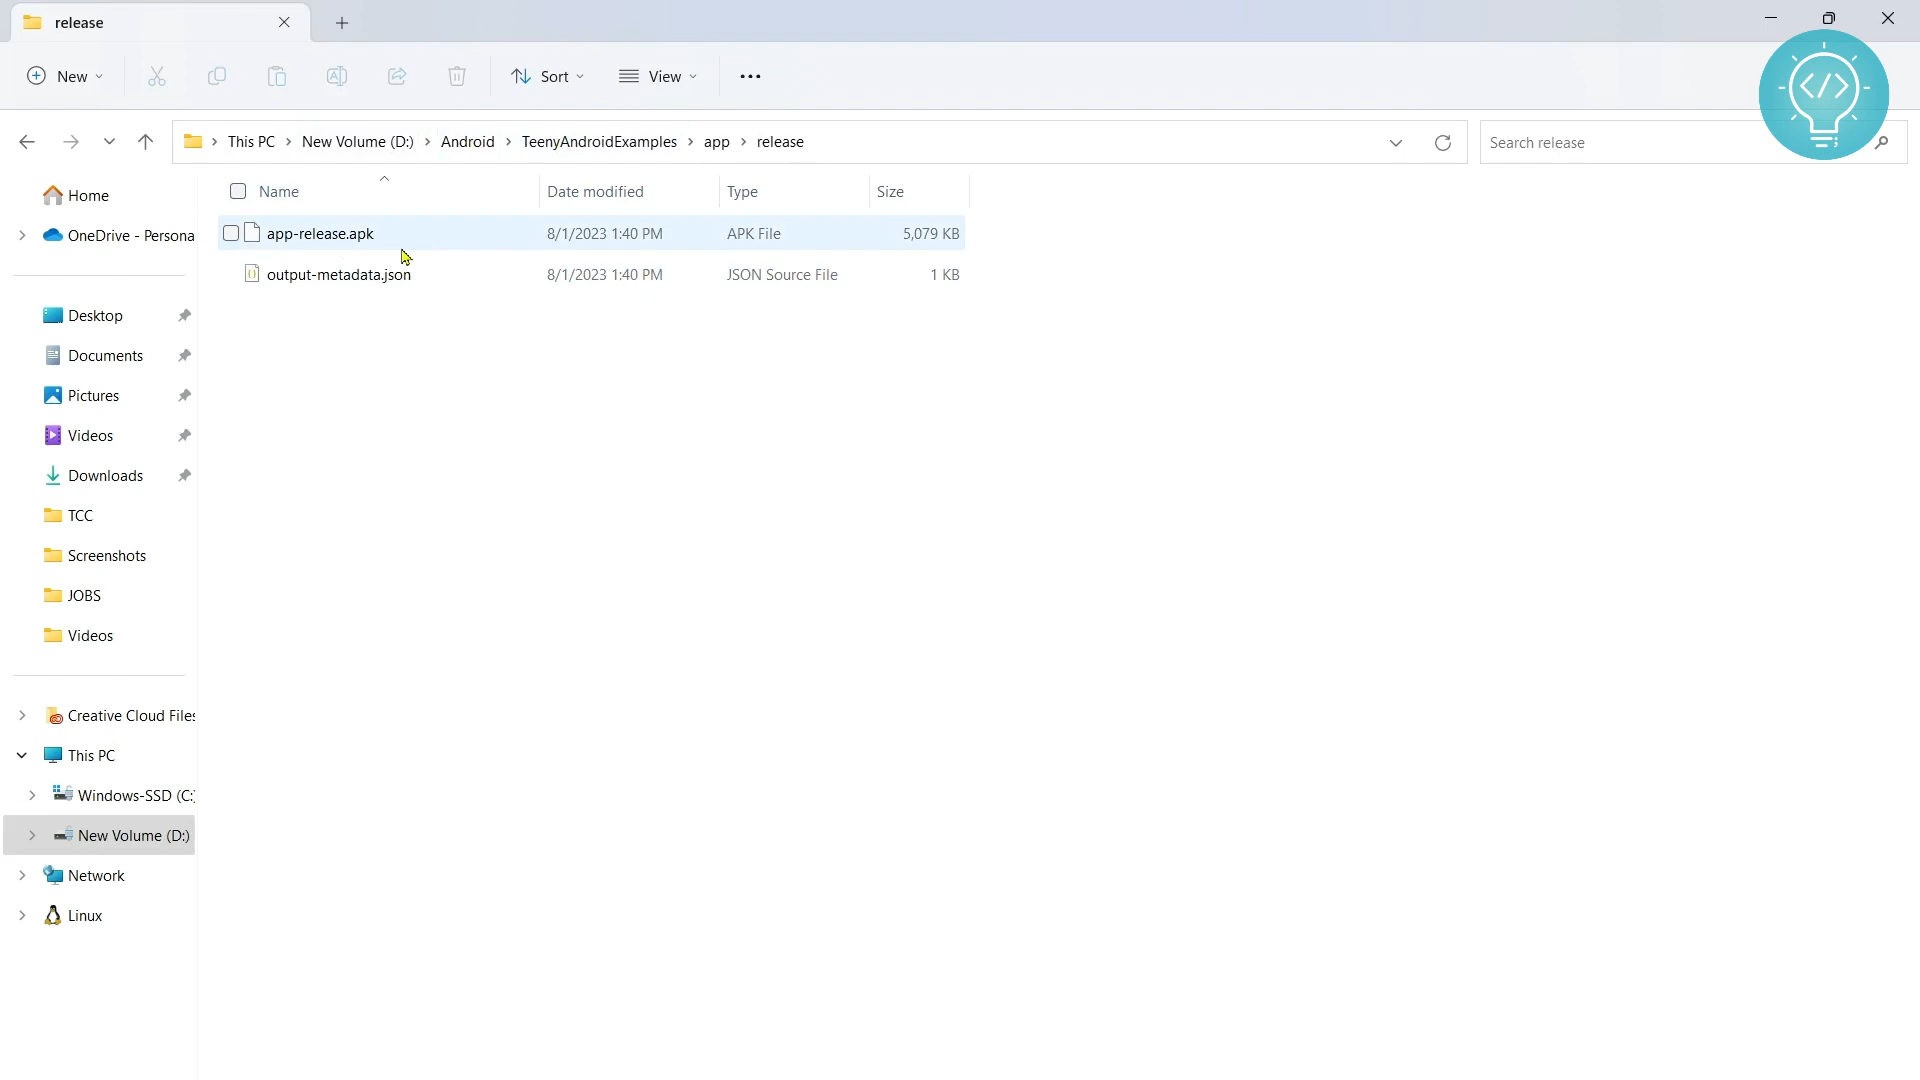 release
New
Sort
View
This PC
New Volume (D:)
Android
TeenyAndroidExamples
app
release
Search release
Name
Date modified
Type
Size
app-release.apk
8/1/2023 1:40 PM
APK File
5,079 KB
output-metadata.json
8/1/2023 1:40 PM
JSON Source File
1 KB
Home
OneDrive - Persona
Desktop
Documents
Pictures
Videos
Downloads
TCC
Screenshots
JOBS
Videos
Creative Cloud Files
This PC
Windows-SSD (C:)
New Volume (D:)
Network
Linux